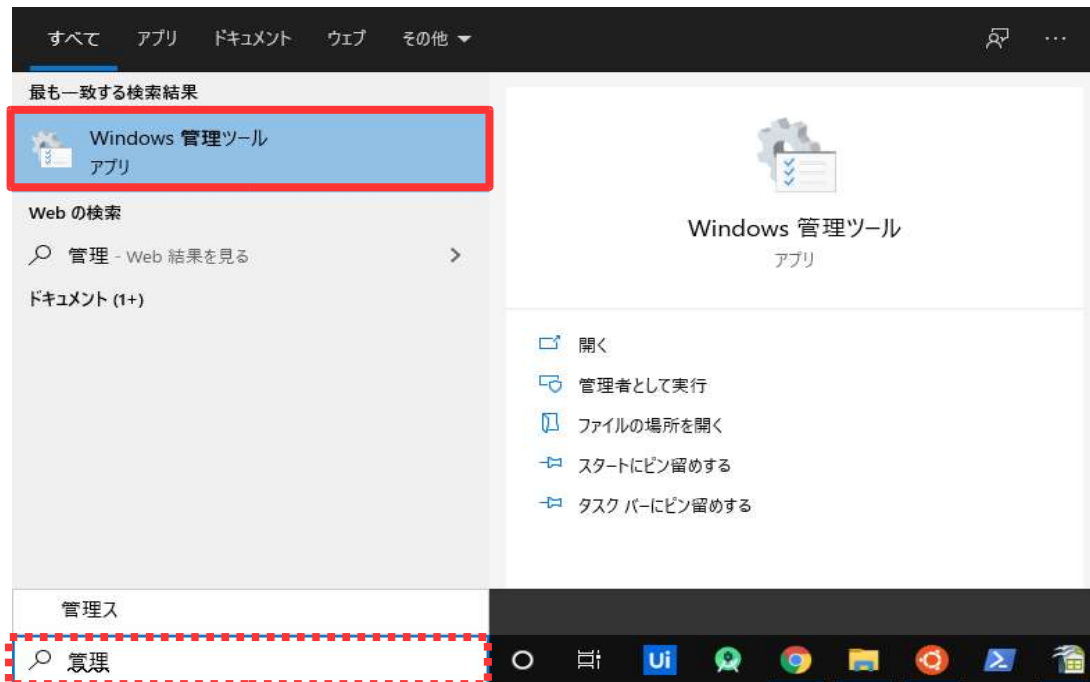 すべて アプリ ドキュメント ウェブ その他
最も一致する検索結果
Windows 管理ツール
アプリ
Web の検索
管理 - Web 結果を見る
ドキュメント (1+)
Windows 管理ツール
アプリ
開く
管理者として実行
ファイルの場所を開く
スタートにピン留めする
タスク バーにピン留めする
管理ス
管理
Ui